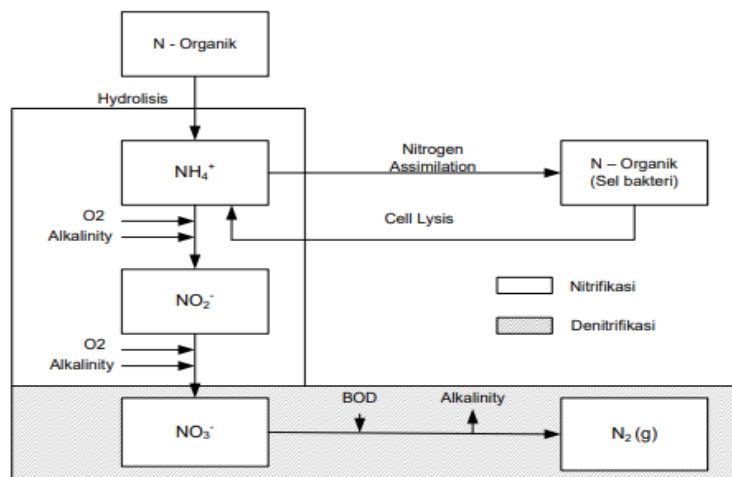 N - Organik
Hydrolisis
NH₄⁺
Nitrogen
Assimilation
N – Organik
(Sel bakteri)
Cell Lysis
O2
Alkalinity
NO₂⁻
Nitrifikasi
Denitrifikasi
O2
Alkalinity
BOD
Alkalinity
NO₃⁻
N₂ (g)